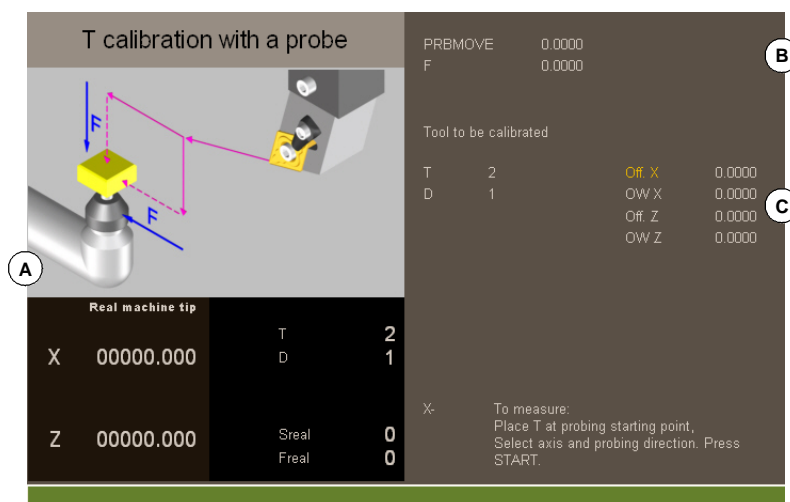 T calibration with a probe
F
F
A
Real machine tip
X 00000.000
Z 00000.000
T 2
D 1
Sreal 0
Freal 0
PRBMOVE 0.0000
F 0.0000
B
Tool to be calibrated
T 2 Off. X 0.0000
D 1 OW X 0.0000
Off. Z 0.0000
OW Z 0.0000
C
X- To measure:
Place T at probing starting point,
Select axis and probing direction. Press
START.